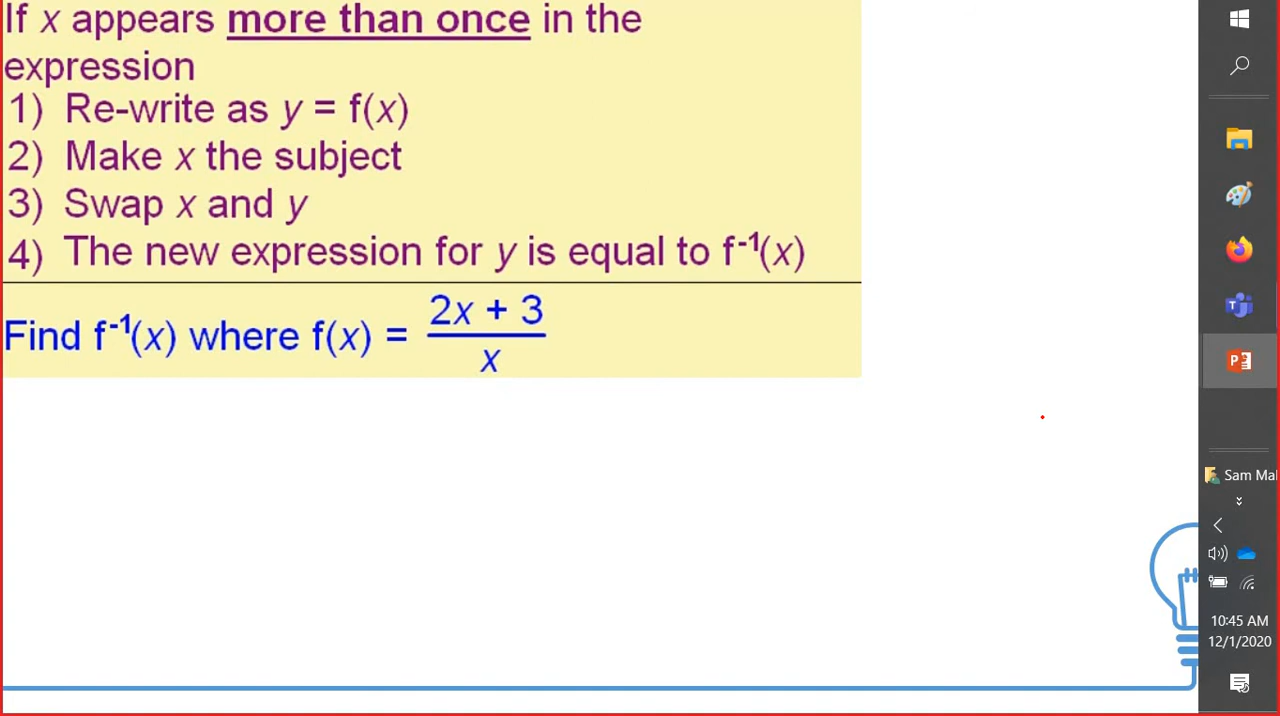 If x appears more than once in the
expression
1) Re-write as y = f(x)
2) Make x the subject
3) Swap x and y
4) The new expression for y is equal to f⁻¹(x)
Find f⁻¹(x) where f(x) = 
2x + 3
x
Sam Mal
10:45 AM
12/1/2020